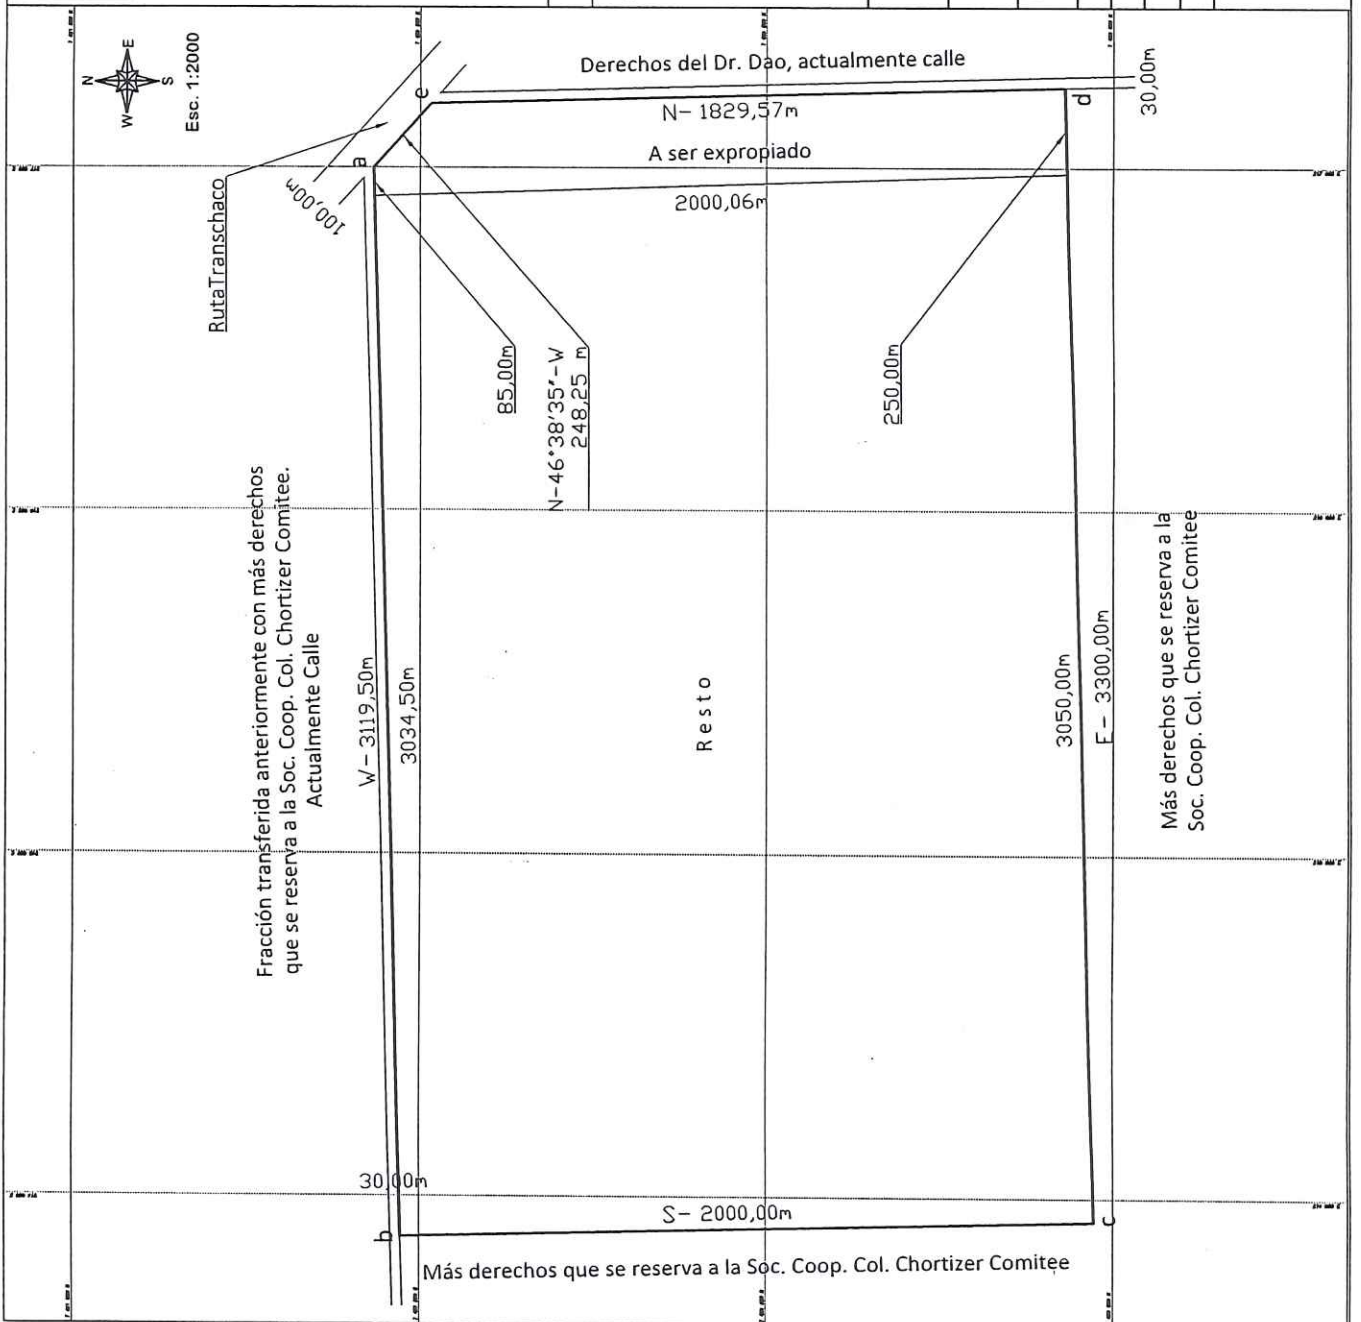 N
E
S
W
Esc. 1:2000
Derechos del Dr. Dao, actualmente calle
30,00m
e
d
N- 1829,57m
a
A ser expropiado
2000,06m
100,00m
RutaTranschaco
85,00m
N-46°38'35"-W
248,25 m
250,00m
Fracción transferida anteriormente con más derechos
que se reserva a la Soc. Coop. Col. Chortizer Comitee.
Actualmente Calle
W- 3119,50m
3034,50m
Resto
3050,00m
E- 3300,00m
Más derechos que se reserva a la
Soc. Coop. Col. Chortizer Comitee
30,00m
b
S- 2000,00m
c
Más derechos que se reserva a la Soc. Coop. Col. Chortizer Comitee